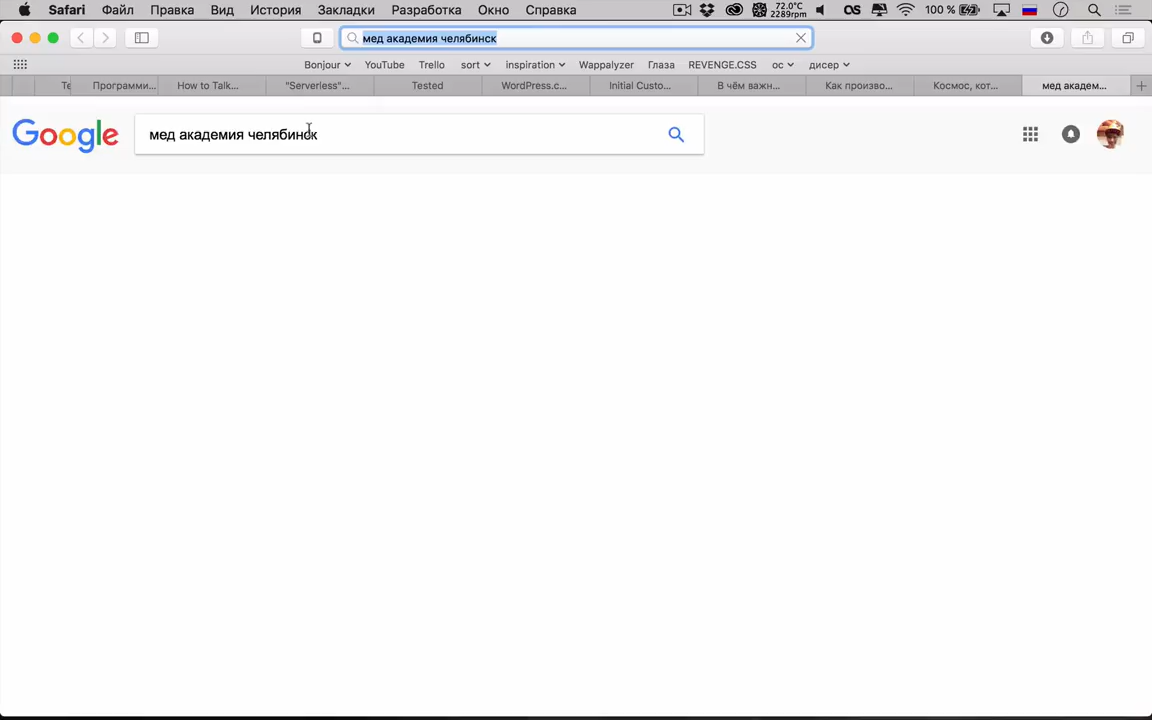 Safari Файл Правка Вид История Закладки Разработка Окно Справка 72.0°C 2289rpm 100 %
мед академия челябинск
Bonjour YouTube Trello sort inspiration Wappalyzer Глаза REVENGE.CSS ос дисер
Те Программи... How to Talk... "Serverless"... Tested WordPress.c... Initial Custo... В чём важн... Как произво... Космос, кот... мед академ...
Google мед академия челябинск